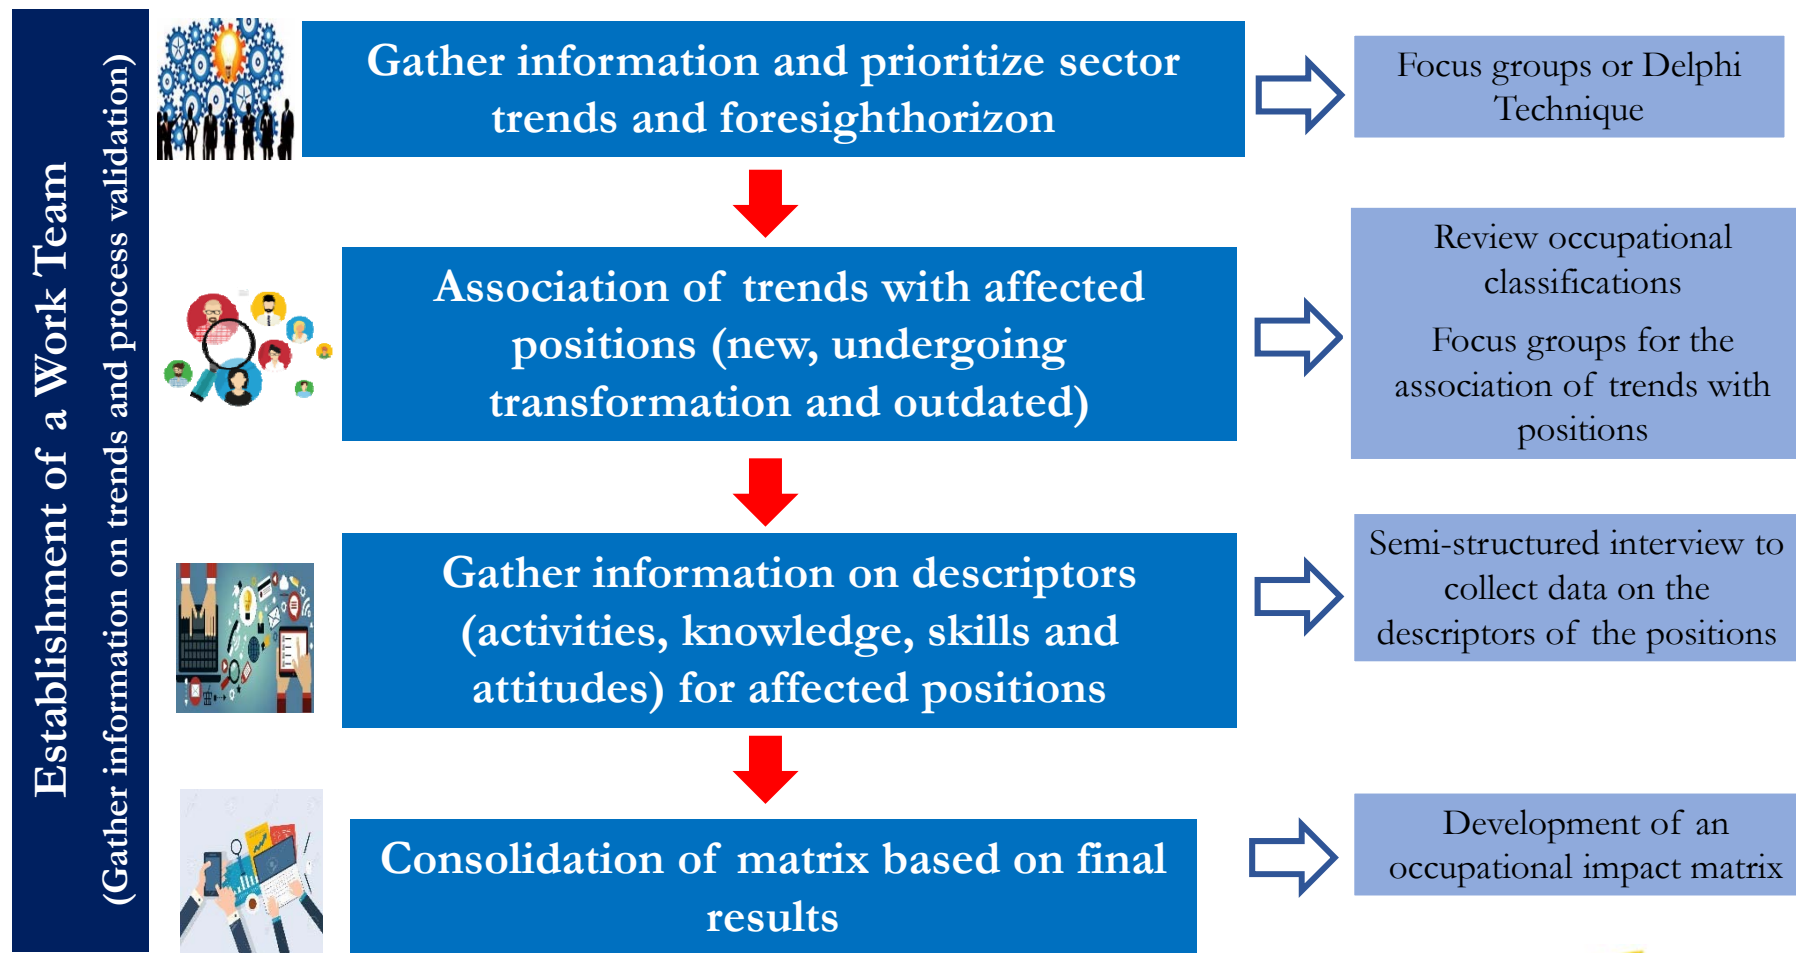 Establishment of a Work Team
(Gather information on trends and process validation)
Gather information and prioritize sector
trends and foresighthorizon
Focus groups or Delphi
Technique
Association of trends with affected
positions (new, undergoing
transformation and outdated)
Review occupational
classifications
Focus groups for the
association of trends with
positions
Gather information on descriptors
(activities, knowledge, skills and
attitudes) for affected positions
Semi-structured interview to
collect data on the
descriptors of the positions
Consolidation of matrix based on final
results
Development of an
occupational impact matrix